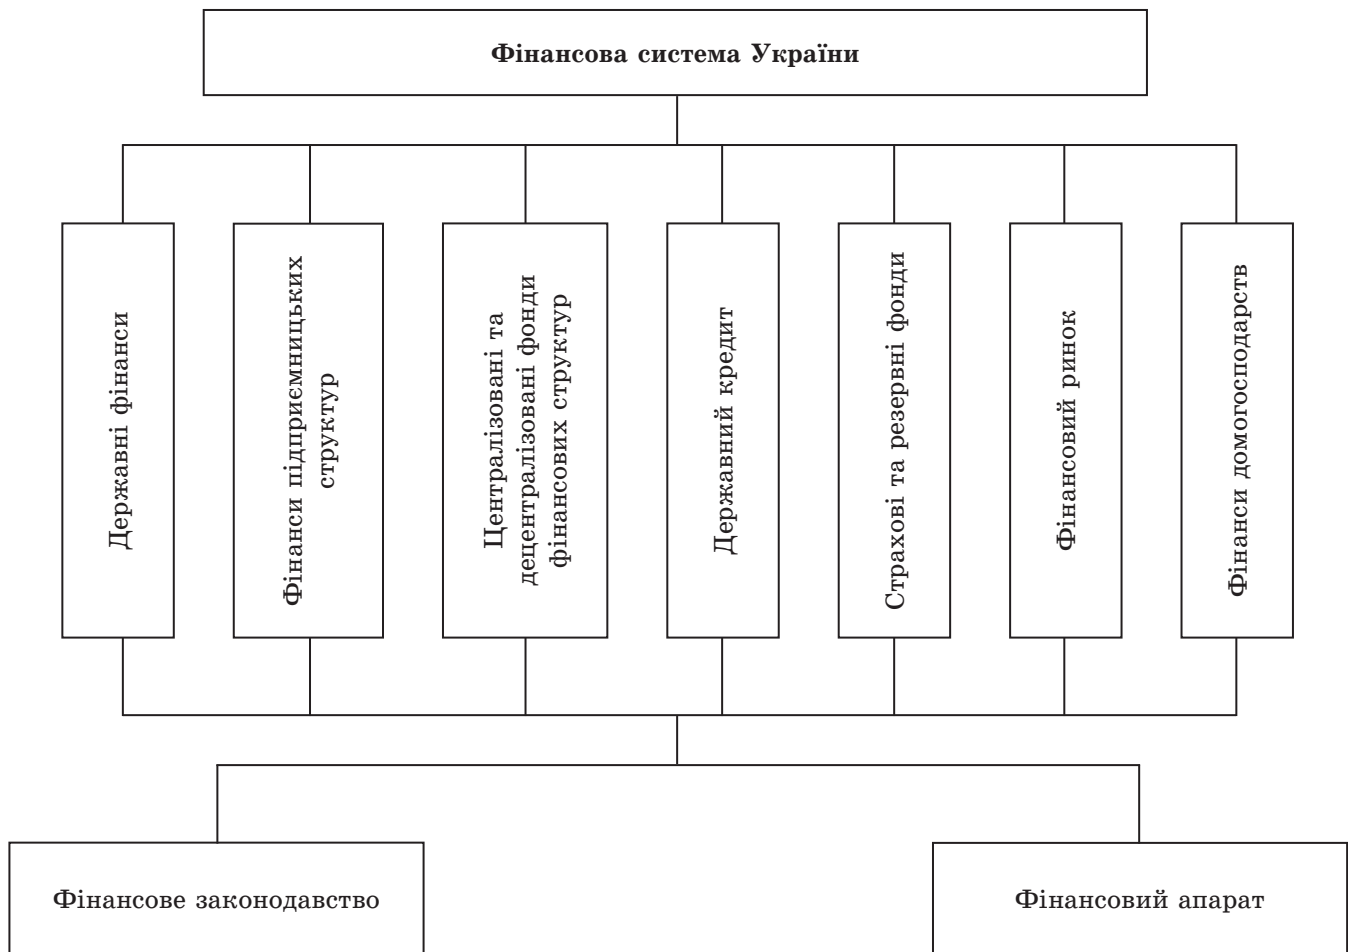 Фінансова система України
Державні фінанси
Фінанси підприємницьких
структур
Централізовані та
децентралізовані фонди
фінансових структур
Державний кредит
Страхові та резервні фонди
Фінансовий ринок
Фінанси домогосподарств
Фінансове законодавство
Фінансовий апарат